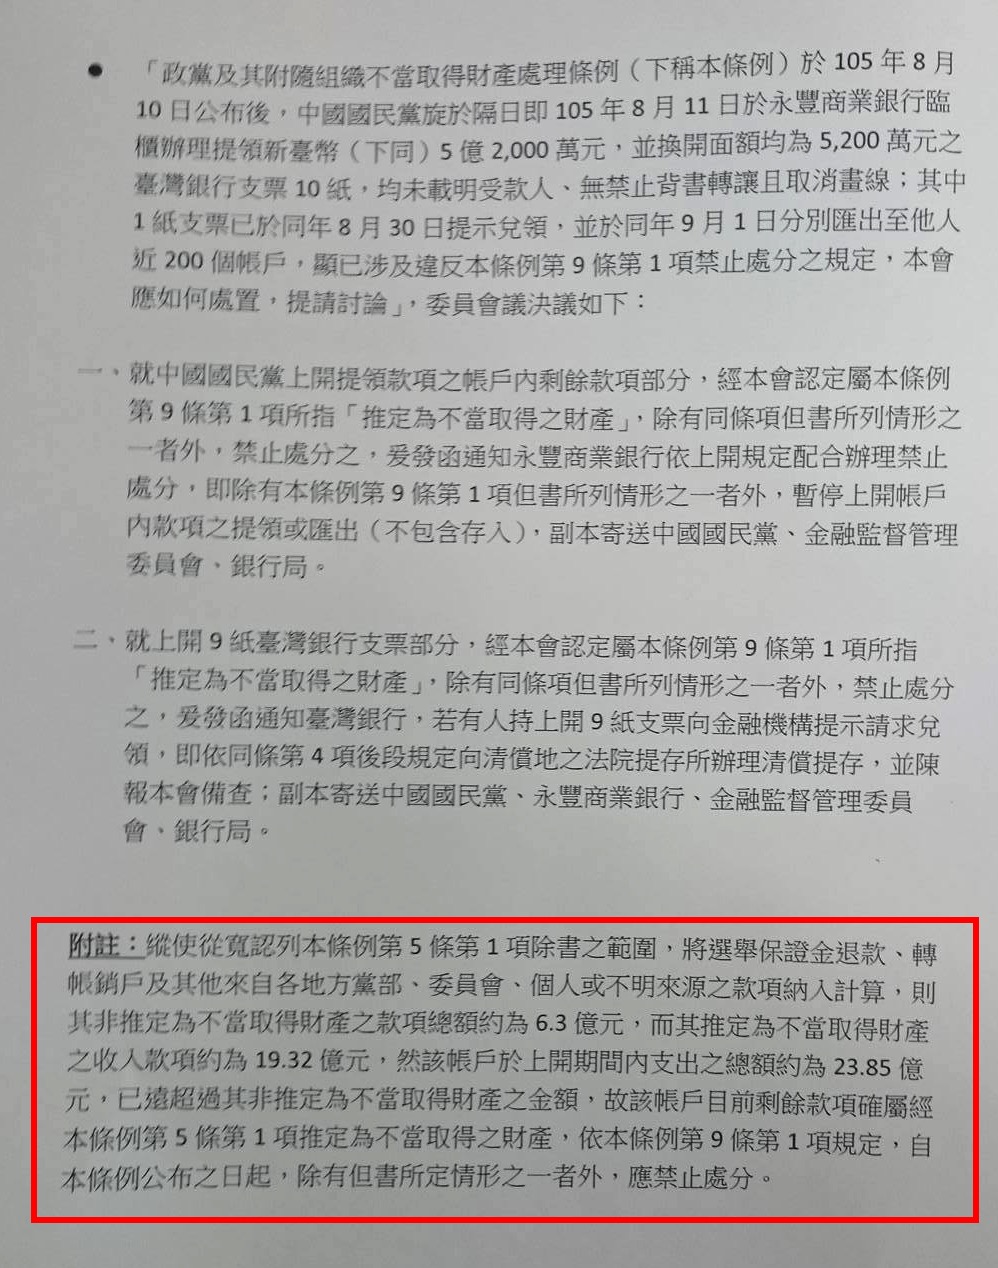 • 「政黨及其附隨組織不當取得財產處理條例（下稱本條例）於 105 年 8 月
10 日公布後，中國國民黨旋於隔日即 105 年 8 月 11 日於永豐商業銀行臨
櫃辦理提領新臺幣（下同）5 億 2,000 萬元，並換開面額均為 5,200 萬元之
臺灣銀行支票 10 紙，均未載明受款人、無禁止背書轉讓且取消畫線；其中
1 紙支票已於同年 8 月 30 日提示兌領，並於同年 9 月 1 日分別匯出至他人
近 200 個帳戶，顯已涉及違反本條例第 9 條第 1 項禁止處分之規定，本會
應如何處置，提請討論」，委員會議決議如下：
一、就中國國民黨上開提領款項之帳戶內剩餘款項部分，經本會認定屬本條例
第 9 條第 1 項所指「推定為不當取得之財產」，除有同條項但書所列情形之
一者外，禁止處分之，爰發函通知永豐商業銀行依上開規定配合辦理禁止
處分，即除有本條例第 9 條第 1 項但書所列情形之一者外，暫停上開帳戶
內款項之提領或匯出（不包含存入），副本寄送中國國民黨、金融監督管理
委員會、銀行局。
二、就上開 9 紙臺灣銀行支票部分，經本會認定屬本條例第 9 條第 1 項所指
「推定為不當取得之財產」，除有同條項但書所列情形之一者外，禁止處分
之，爰發函通知臺灣銀行，若有人持上開 9 紙支票向金融機構提示請求兌
領，即依同條第 4 項後段規定向清償地之法院提存所辦理清償提存，並陳
報本會備查；副本寄送中國國民黨、永豐商業銀行、金融監督管理委員
會、銀行局。
附註：縱使從寬認列本條例第 5 條第 1 項除書之範圍，將選舉保證金退款、轉
帳銷戶及其他來自各地方黨部、委員會、個人或不明來源之款項納入計算，則
其非推定為不當取得財產之款項總額約為 6.3 億元，而其推定為不當取得財產
之收入款項約為 19.32 億元，然該帳戶於上開期間內支出之總額約為 23.85 億
元，已遠超過其非推定為不當取得財產之金額，故該帳戶目前剩餘款項確屬經
本條例第 5 條第 1 項推定為不當取得之財產，依本條例第 9 條第 1 項規定，自
本條例公布之日起，除有但書所定情形之一者外，應禁止處分。